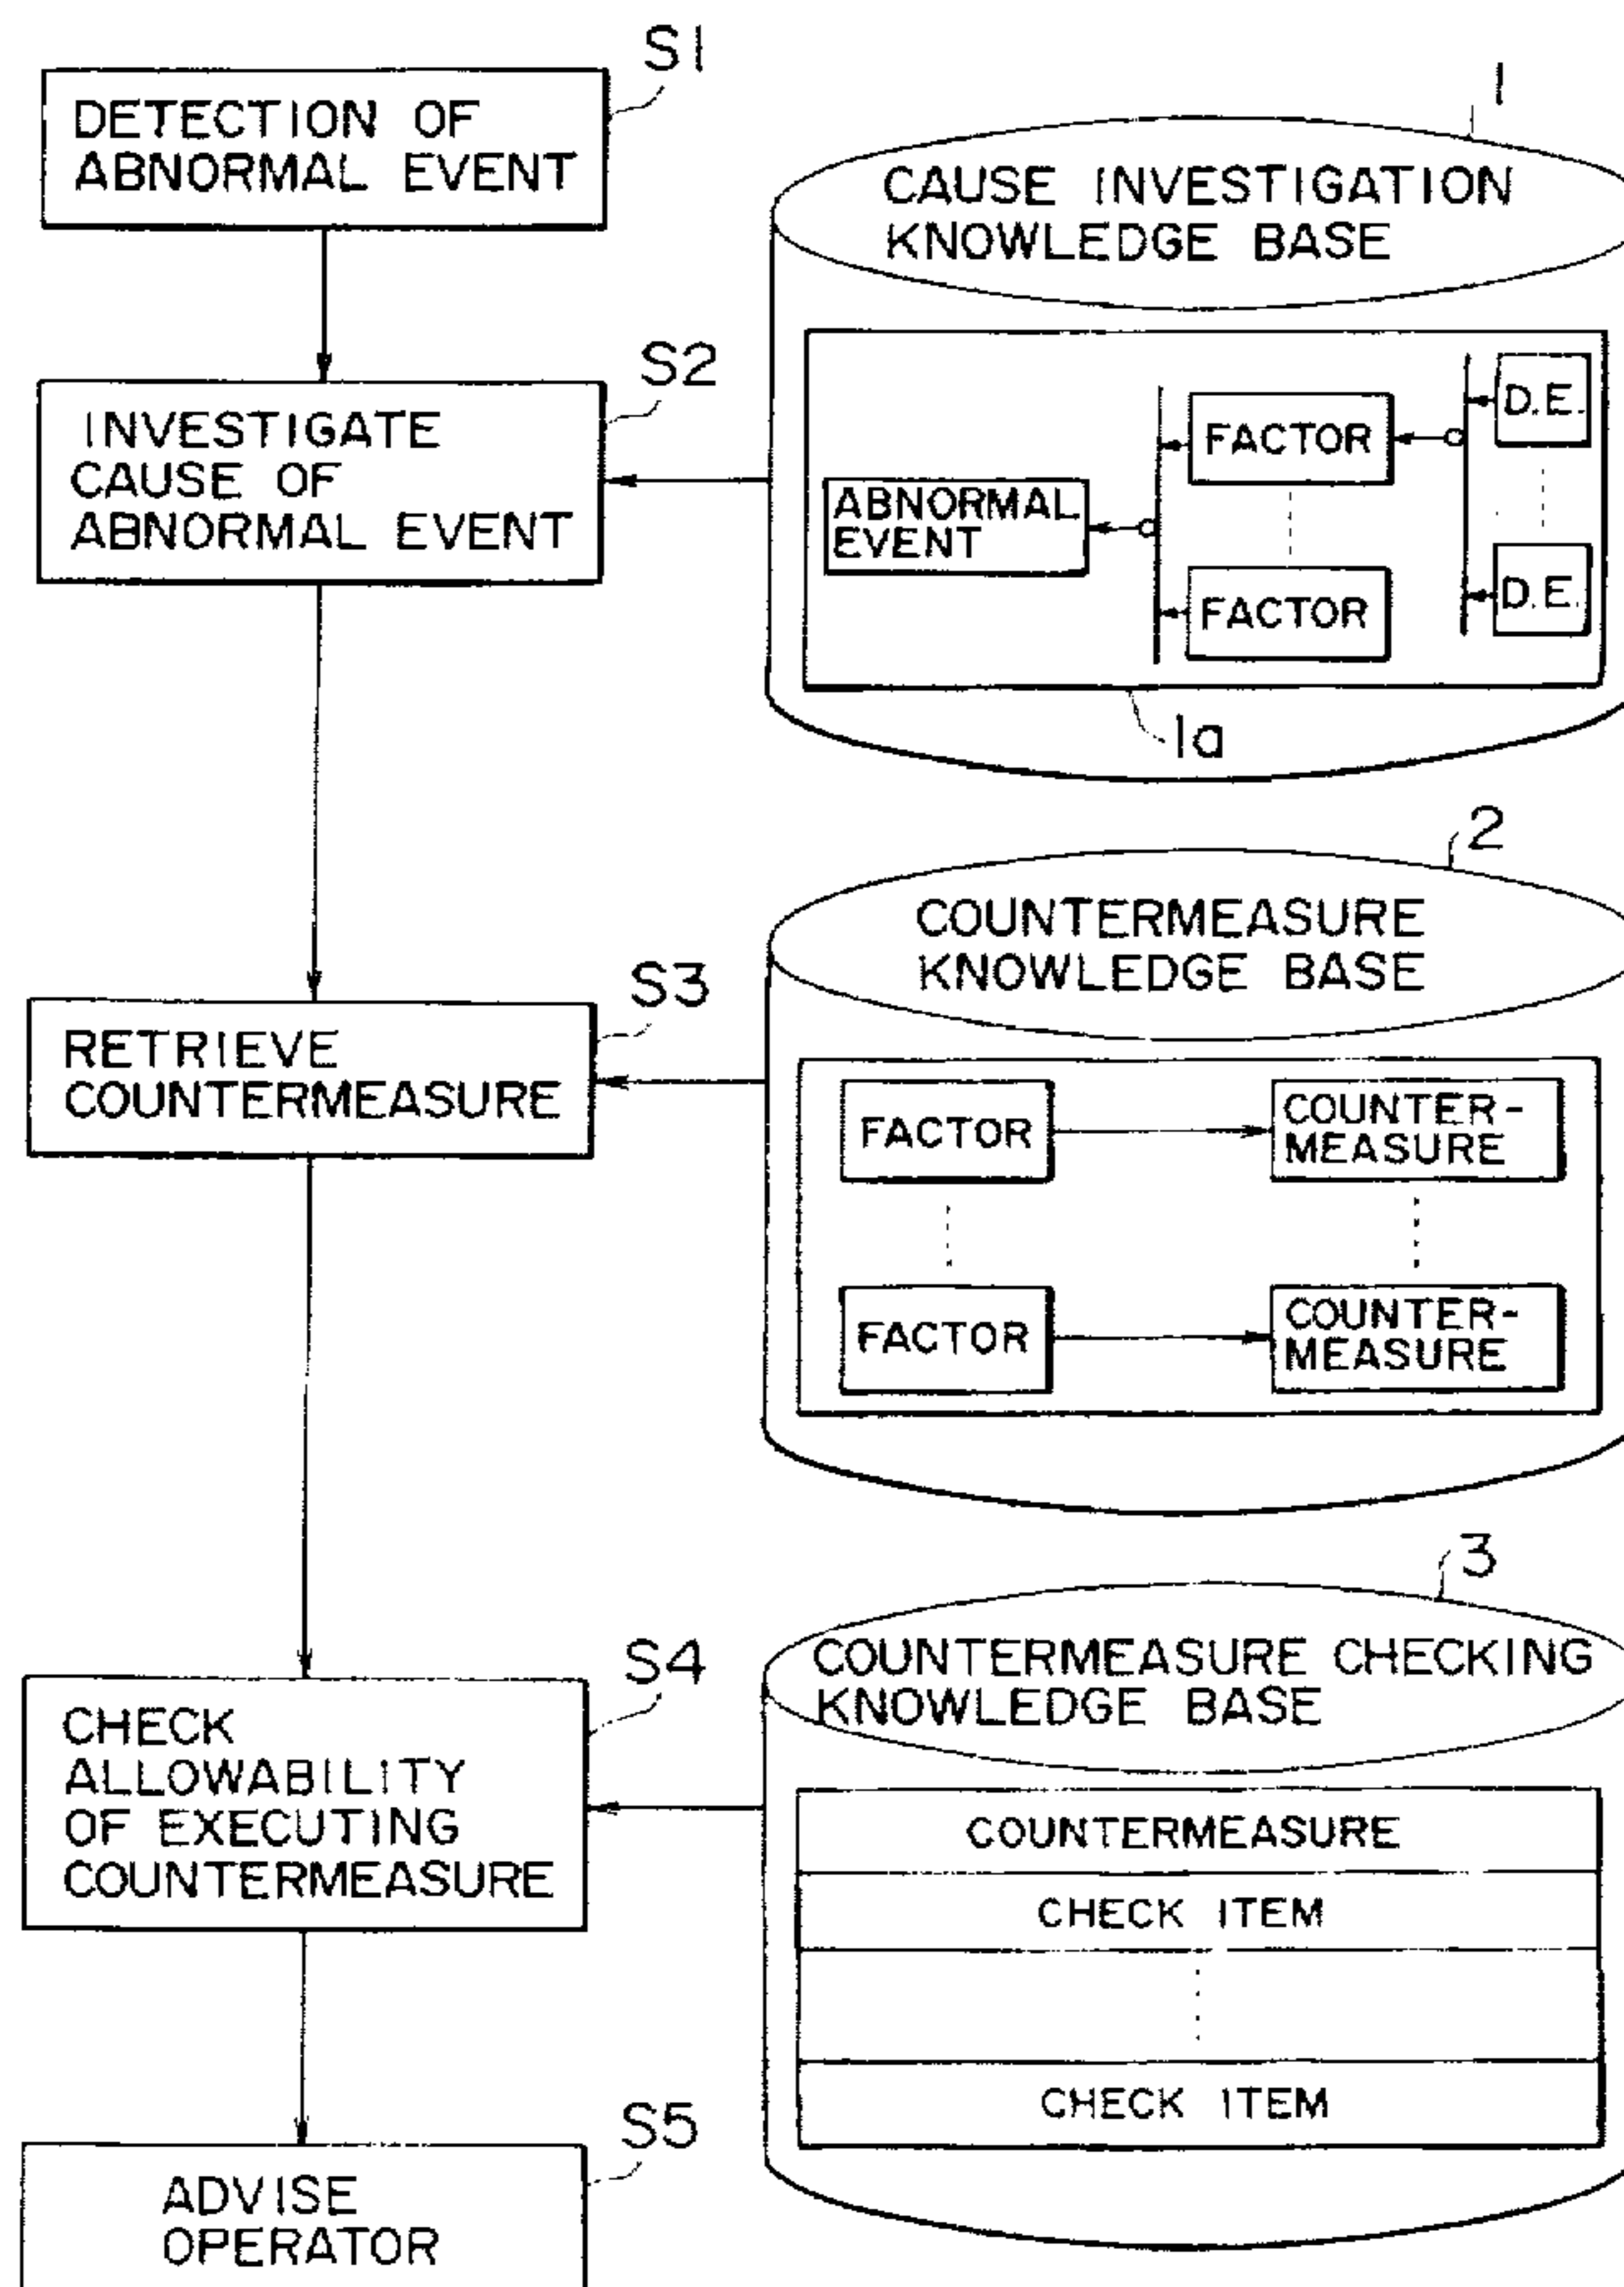 S1
DETECTION OF
ABNORMAL EVENT
1
CAUSE INVESTIGATION
KNOWLEDGE BASE
S2
INVESTIGATE
CAUSE OF
ABNORMAL EVENT
ABNORMAL
EVENT
FACTOR
FACTOR
D.E.
D.E.
1a
2
COUNTERMEASURE
KNOWLEDGE BASE
S3
RETRIEVE
COUNTERMEASURE
FACTOR
COUNTER-
MEASURE
FACTOR
COUNTER-
MEASURE
3
COUNTERMEASURE CHECKING
KNOWLEDGE BASE
S4
CHECK
ALLOWABILITY
OF EXECUTING
COUNTERMEASURE
COUNTERMEASURE
CHECK ITEM
CHECK ITEM
S5
ADVISE
OPERATOR